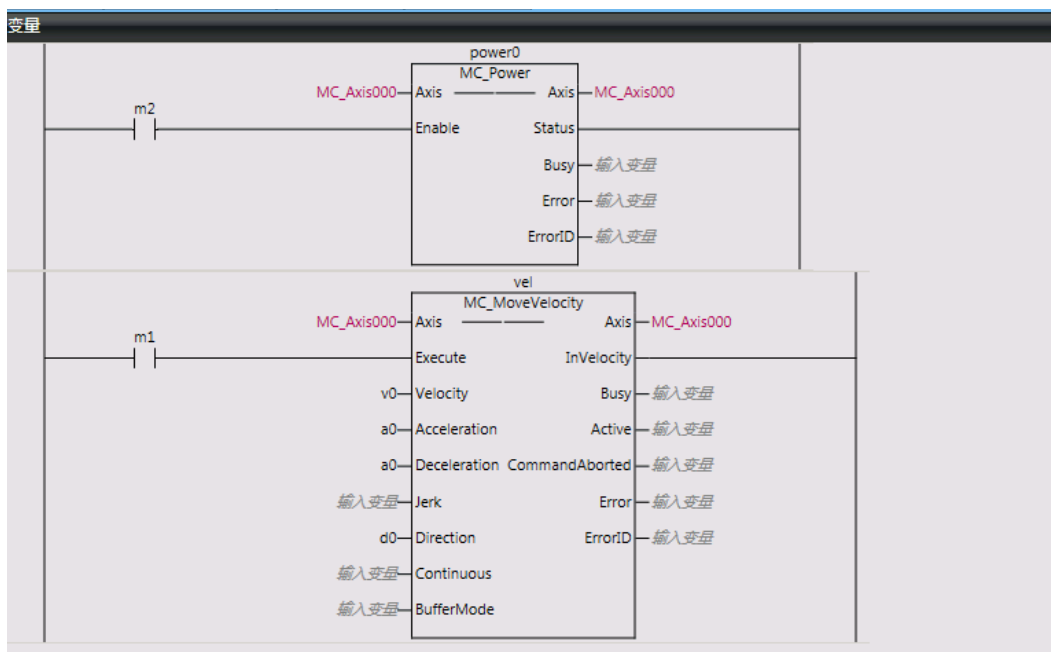 变量
power0
MC_Power
MC_Axis000 Axis Axis MC_Axis000
m2
Enable Status
Busy 输入变量
Error 输入变量
ErrorID 输入变量
vel
MC_MoveVelocity
MC_Axis000 Axis Axis MC_Axis000
m1
Execute InVelocity
v0 Velocity Busy 输入变量
a0 Acceleration Active 输入变量
a0 Deceleration CommandAborted 输入变量
输入变量 Jerk Error 输入变量
d0 Direction ErrorID 输入变量
输入变量 Continuous
输入变量 BufferMode